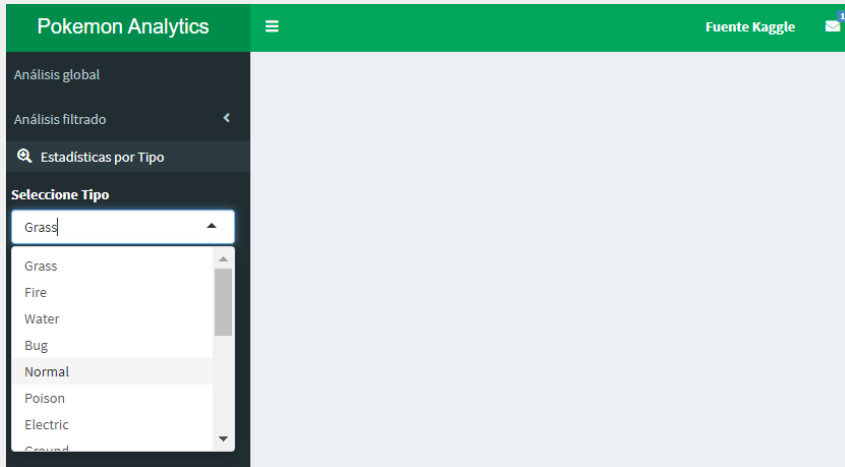 Pokemon Analytics
Fuente Kaggle
1
Análisis global
Análisis filtrado
Estadísticas por Tipo
Seleccione Tipo
Grass
Grass
Fire
Water
Bug
Normal
Poison
Electric
Ground